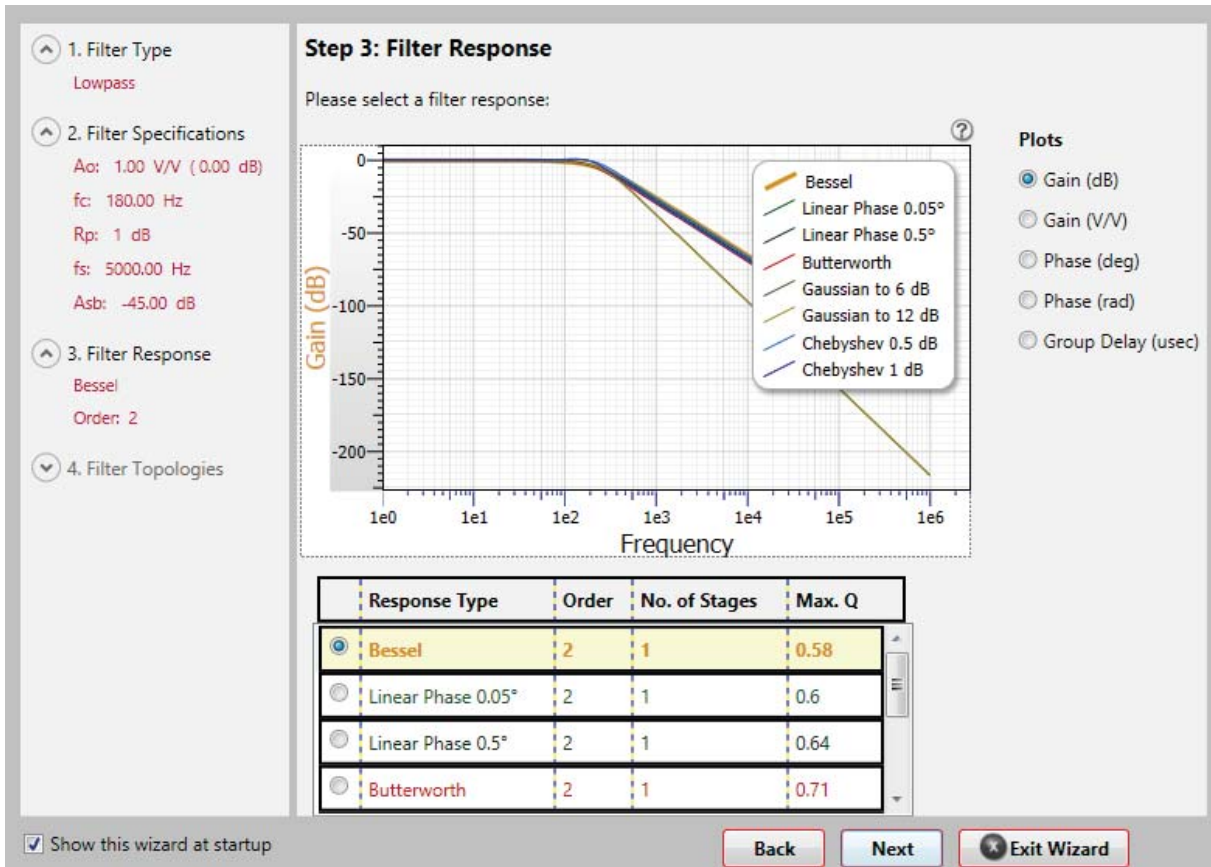 1. Filter Type
Lowpass
2. Filter Specifications
Ao: 1.00 V/V ( 0.00 dB)
fc: 180.00 Hz
Rp: 1 dB
fs: 5000.00 Hz
Asb: -45.00 dB
3. Filter Response
Bessel
Order: 2
4. Filter Topologies
Step 3: Filter Response
Please select a filter response:
?
0
-50
-100
-150
-200
Gain (dB)
Bessel
Linear Phase 0.05°
Linear Phase 0.5°
Butterworth
Gaussian to 6 dB
Gaussian to 12 dB
Chebyshev 0.5 dB
Chebyshev 1 dB
1e0 1e1 1e2 1e3 1e4 1e5 1e6
Frequency
Plots
Gain (dB)
Gain (V/V)
Phase (deg)
Phase (rad)
Group Delay (usec)
Response Type Order No. of Stages Max. Q
Bessel 2 1 0.58
Linear Phase 0.05° 2 1 0.6
Linear Phase 0.5° 2 1 0.64
Butterworth 2 1 0.71
Show this wizard at startup
Back Next Exit Wizard